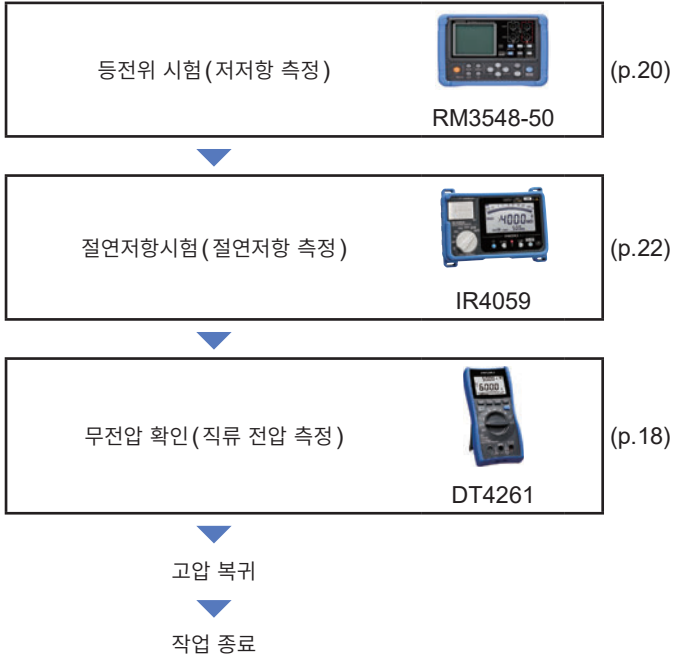 등전위 시험(저저항 측정)
RM3548-50
(p.20)
절연저항시험(절연저항 측정)
IR4059
(p.22)
무전압 확인(직류 전압 측정)
DT4261
(p.18)
고압 복귀
작업 종료